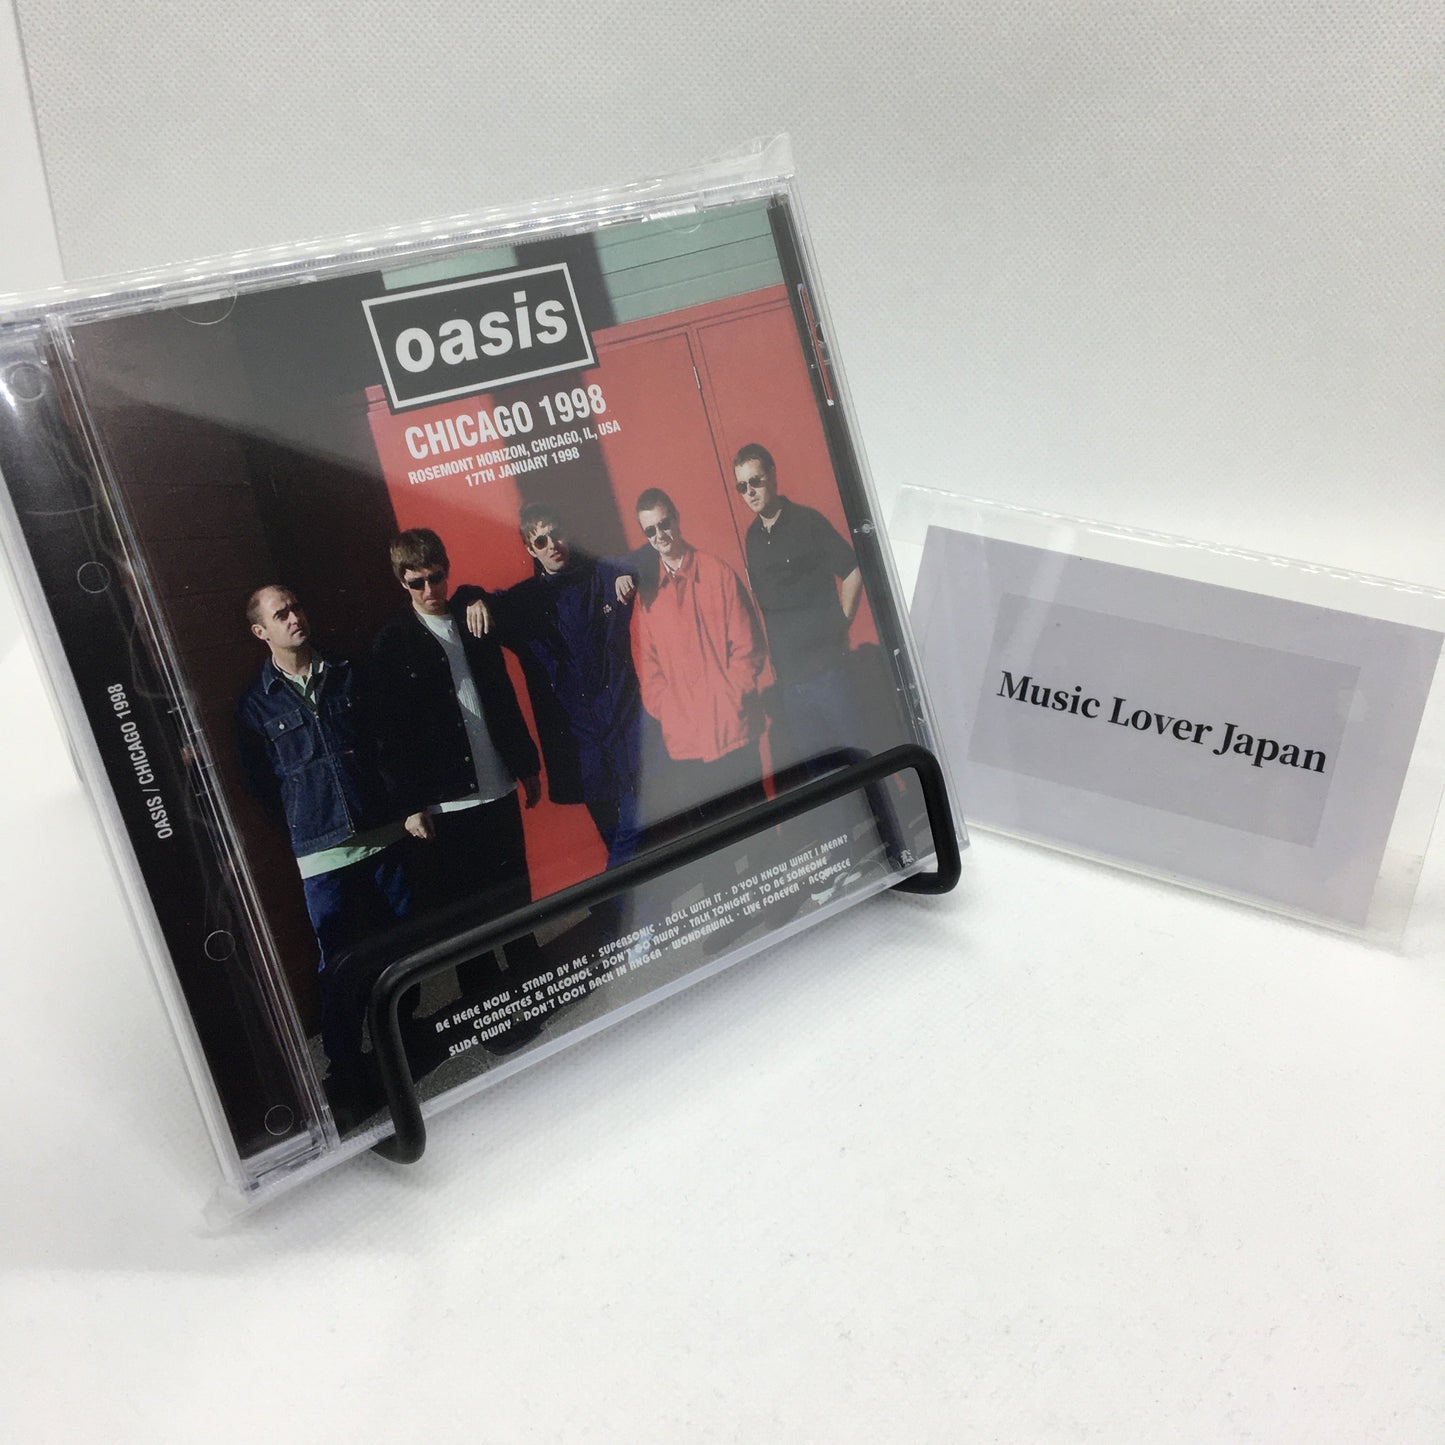 oasis
CHICAGO 1998
ROSEMONT HORIZON, CHICAGO, IL, USA
17TH JANUARY 1998
OASIS / CHICAGO 1998
BE HERE NOW · STAND BY ME · SUPERSONIC · ROLL WITH IT · D'YOU KNOW WHAT I MEAN?
CIGARETTES & ALCOHOL · DON'T GO AWAY · TALK TONIGHT · TO BE SOMEONE
SLIDE AWAY · DON'T LOOK BACK IN ANGER · WONDERWALL · LIVE FOREVER · ACQUIESCE
Music Lover Japan